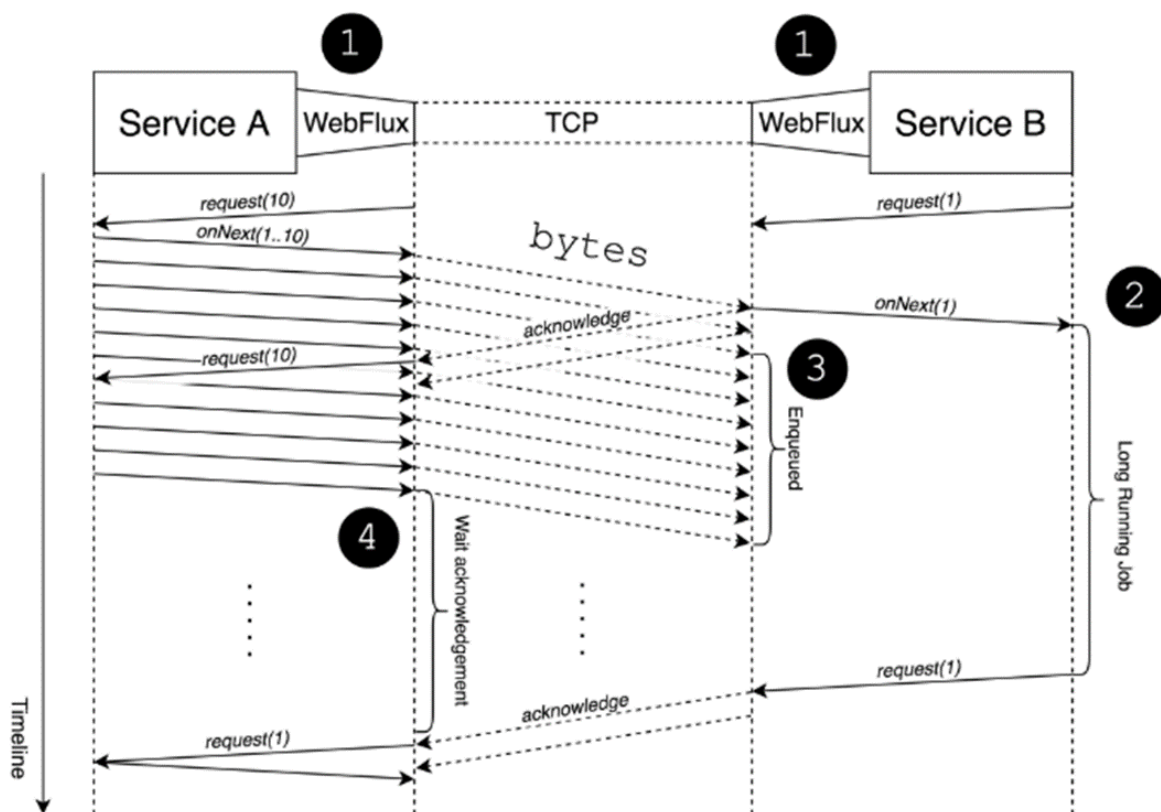 1
1
Service A
WebFlux
TCP
WebFlux
Service B
request(10)
request(1)
onNext(1..10)
bytes
2
onNext(1)
acknowledge
request(10)
3
Enqueued
Long Running Job
4
Wait acknowledgement
request(1)
acknowledge
request(1)
Timeline